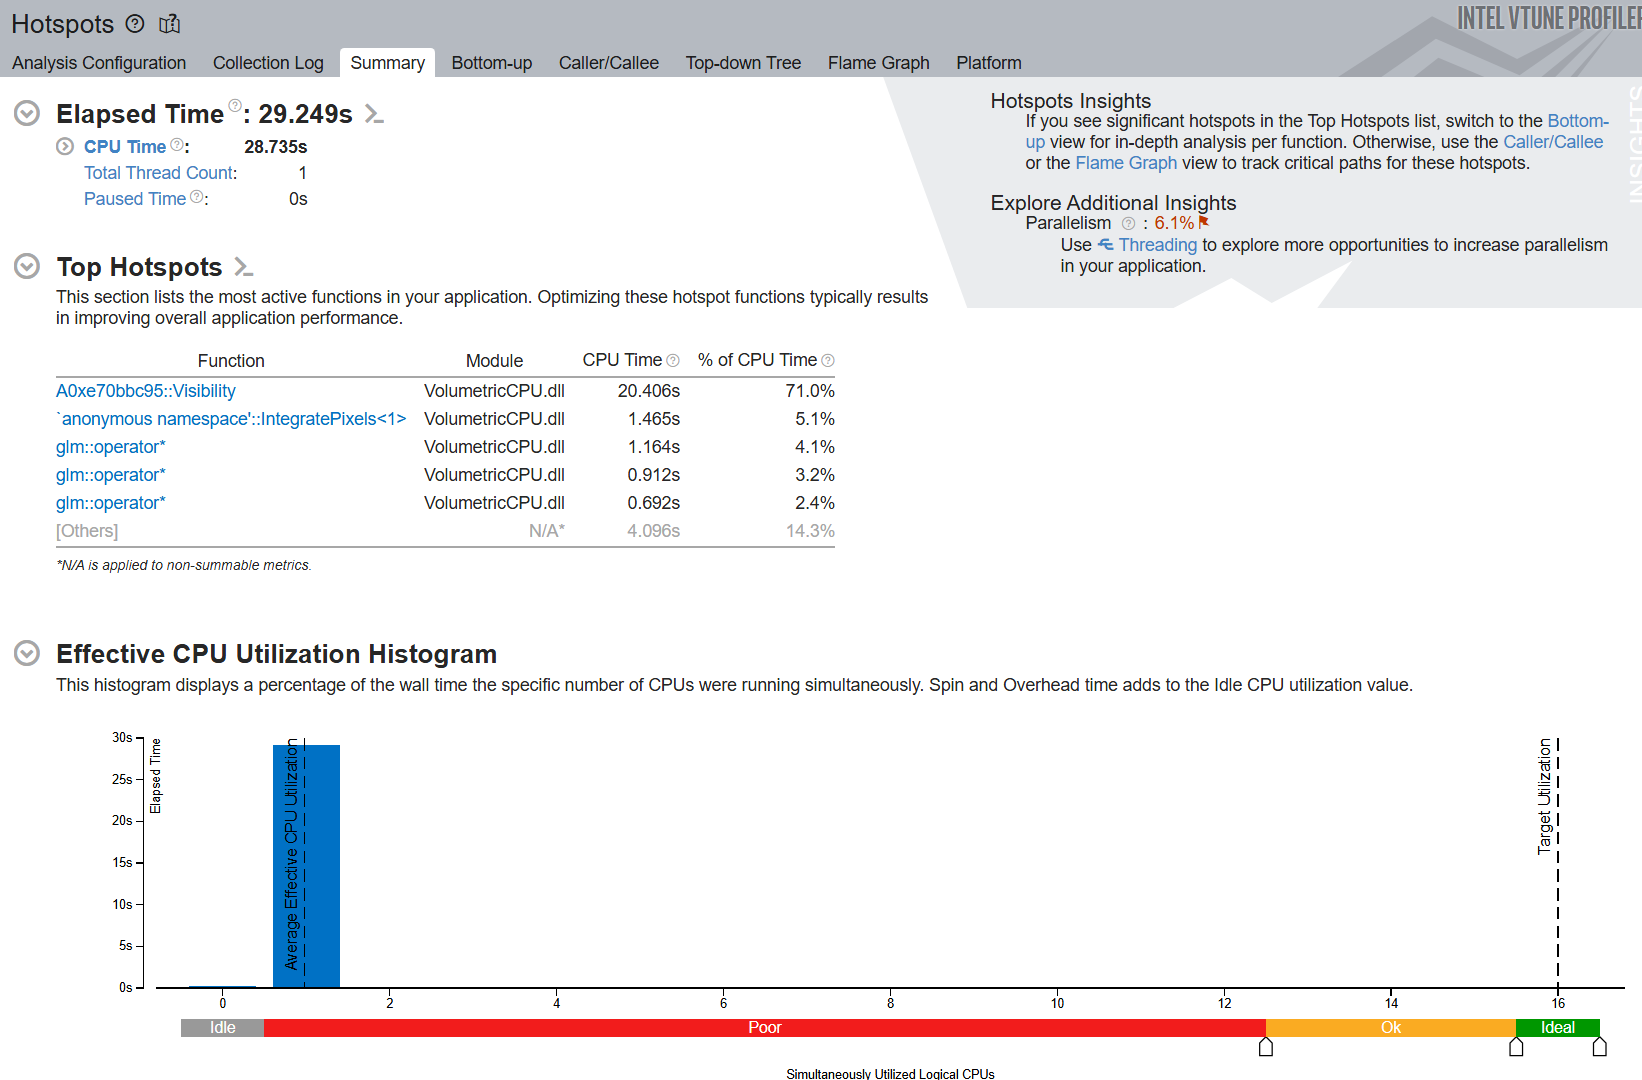 Hotspots
INTEL VTUNE PROFILER
Analysis Configuration Collection Log Summary Bottom-up Caller/Callee Top-down Tree Flame Graph Platform
Elapsed Time ? : 29.249s
CPU Time ? : 28.735s
Total Thread Count: 1
Paused Time ? : 0s
Hotspots Insights
If you see significant hotspots in the Top Hotspots list, switch to the Bottom-
up view for in-depth analysis per function. Otherwise, use the Caller/Callee
or the Flame Graph view to track critical paths for these hotspots.
Explore Additional Insights
Parallelism ? : 6.1%
Use Threading to explore more opportunities to increase parallelism
in your application.
INSIGHTS
Top Hotspots
This section lists the most active functions in your application. Optimizing these hotspot functions typically results
in improving overall application performance.
Function Module CPU Time ? % of CPU Time ?
A0xe70bbc95::Visibility VolumetricCPU.dll 20.406s 71.0%
`anonymous namespace'::IntegratePixels<1> VolumetricCPU.dll 1.465s 5.1%
glm::operator* VolumetricCPU.dll 1.164s 4.1%
glm::operator* VolumetricCPU.dll 0.912s 3.2%
glm::operator* VolumetricCPU.dll 0.692s 2.4%
[Others] N/A* 4.096s 14.3%
*N/A is applied to non-summable metrics.
Effective CPU Utilization Histogram
This histogram displays a percentage of the wall time the specific number of CPUs were running simultaneously. Spin and Overhead time adds to the Idle CPU utilization value.
30s
25s
20s
15s
10s
5s
0s
Elapsed Time
Average Effective CPU Utilization
Target Utilization
0 2 4 6 8 10 12 14 16
Idle Poor Ok Ideal
Simultaneously Utilized Logical CPUs